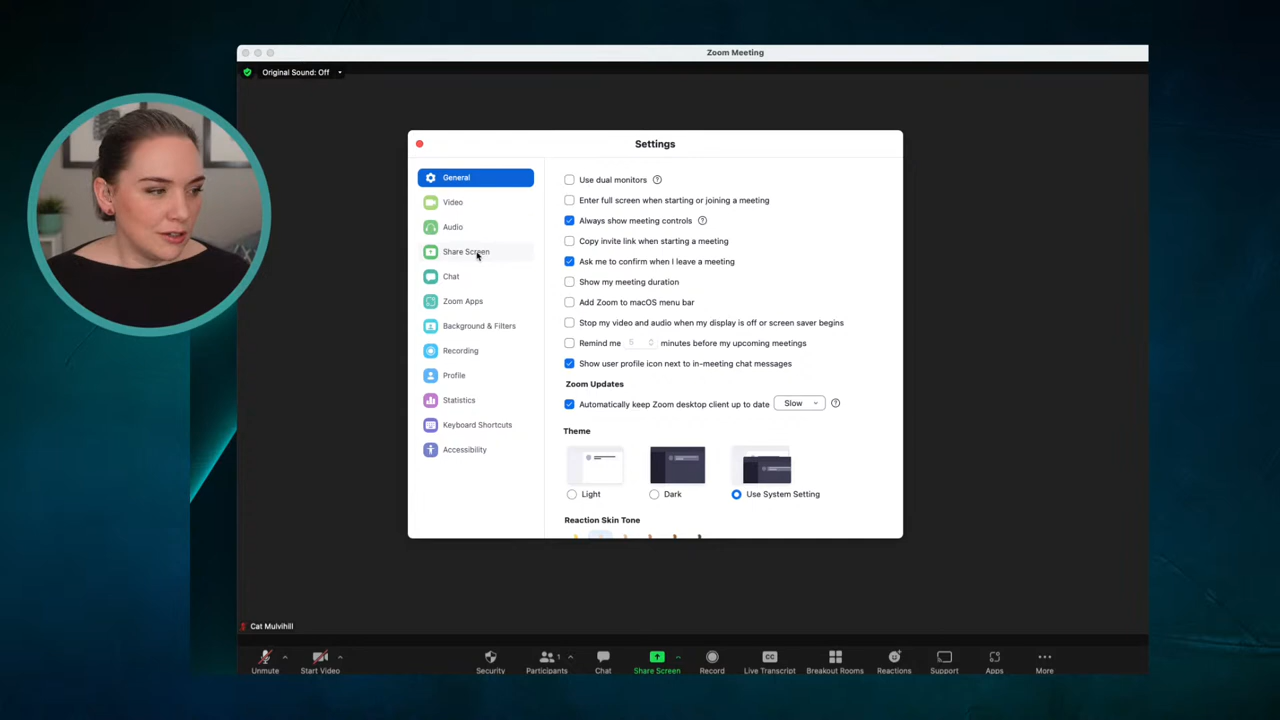 Zoom Meeting
Original Sound: Off
Settings
General
Video
Audio
Share Screen
Chat
Zoom Apps
Background & Filters
Recording
Profile
Statistics
Keyboard Shortcuts
Accessibility
Use dual monitors
Enter full screen when starting or joining a meeting
Always show meeting controls
Copy invite link when starting a meeting
Ask me to confirm when I leave a meeting
Show my meeting duration
Add Zoom to macOS menu bar
Stop my video and audio when my display is off or screen saver begins
Remind me 5 minutes before my upcoming meetings
Show user profile icon next to in-meeting chat messages
Zoom Updates
Automatically keep Zoom desktop client up to date Slow
Theme
Light Dark Use System Setting
Reaction Skin Tone
Cat Mulvihill
Unmute Start Video Security Participants 1 Chat Share Screen Record CC Live Transcript Breakout Rooms Reactions Support Apps More